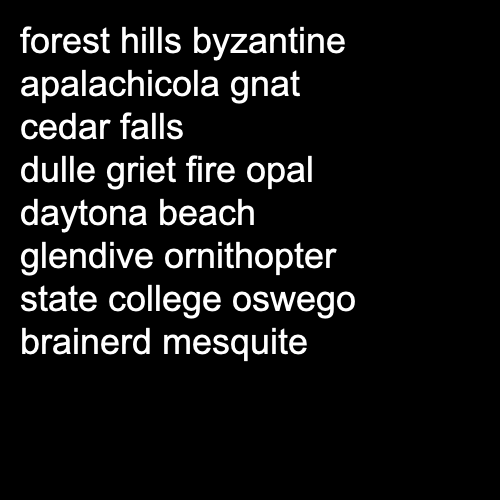 forest hills byzantine
apalachicola gnat
cedar falls
dulle griet fire opal
daytona beach
glendive ornithopter
state college oswego
brainerd mesquite